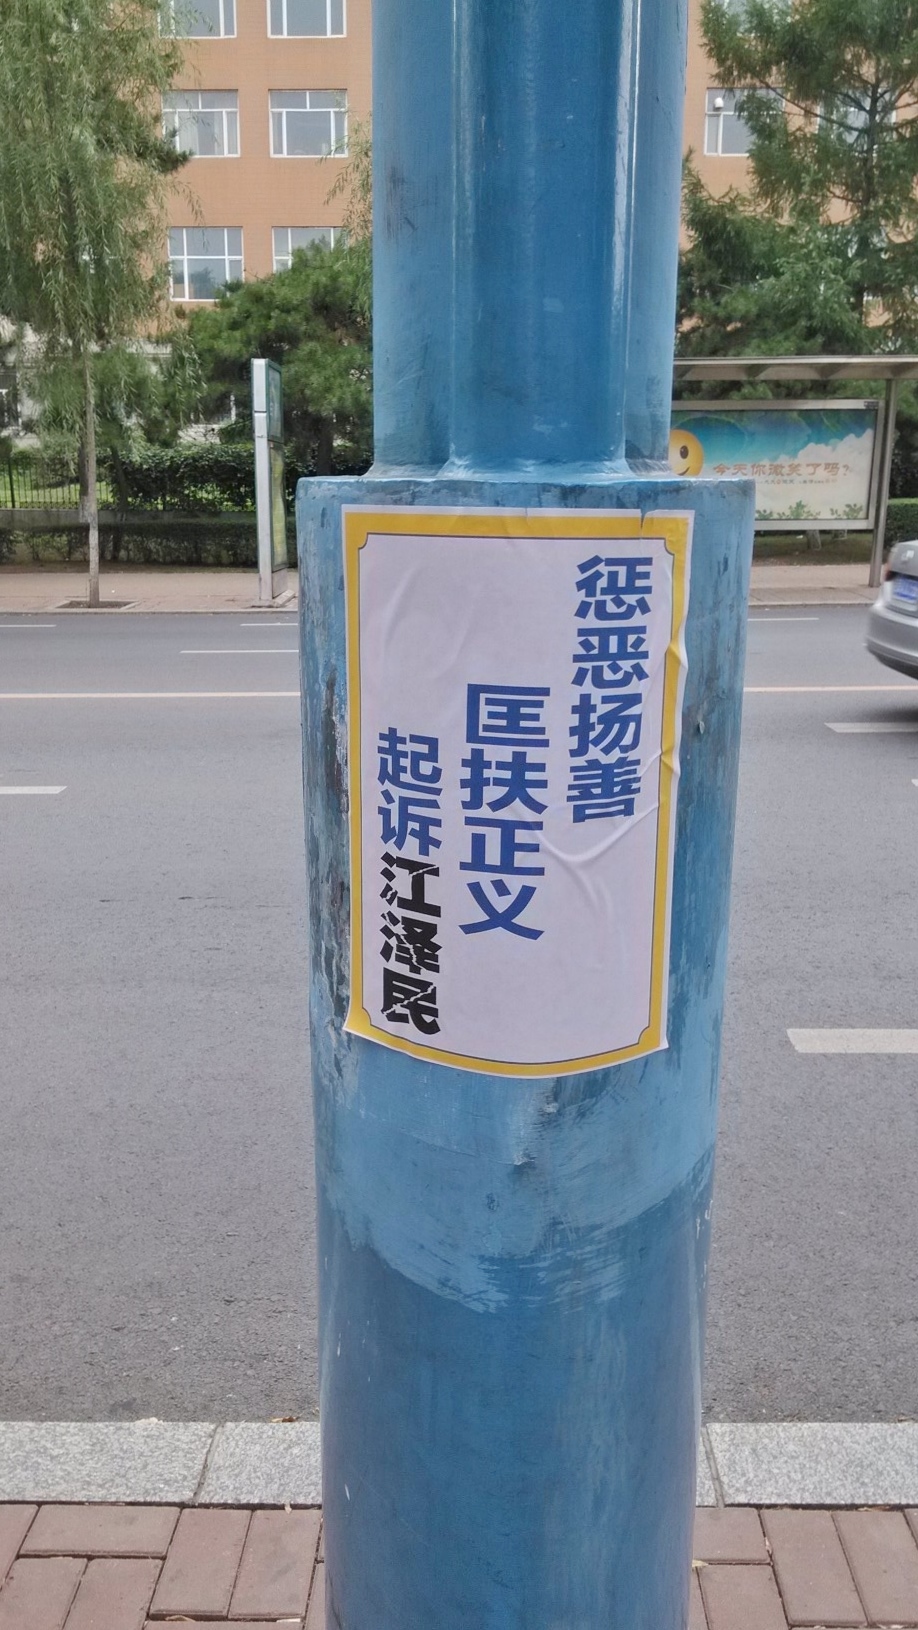 惩恶扬善
匡扶正义
起诉江泽民
今天你微笑了吗?